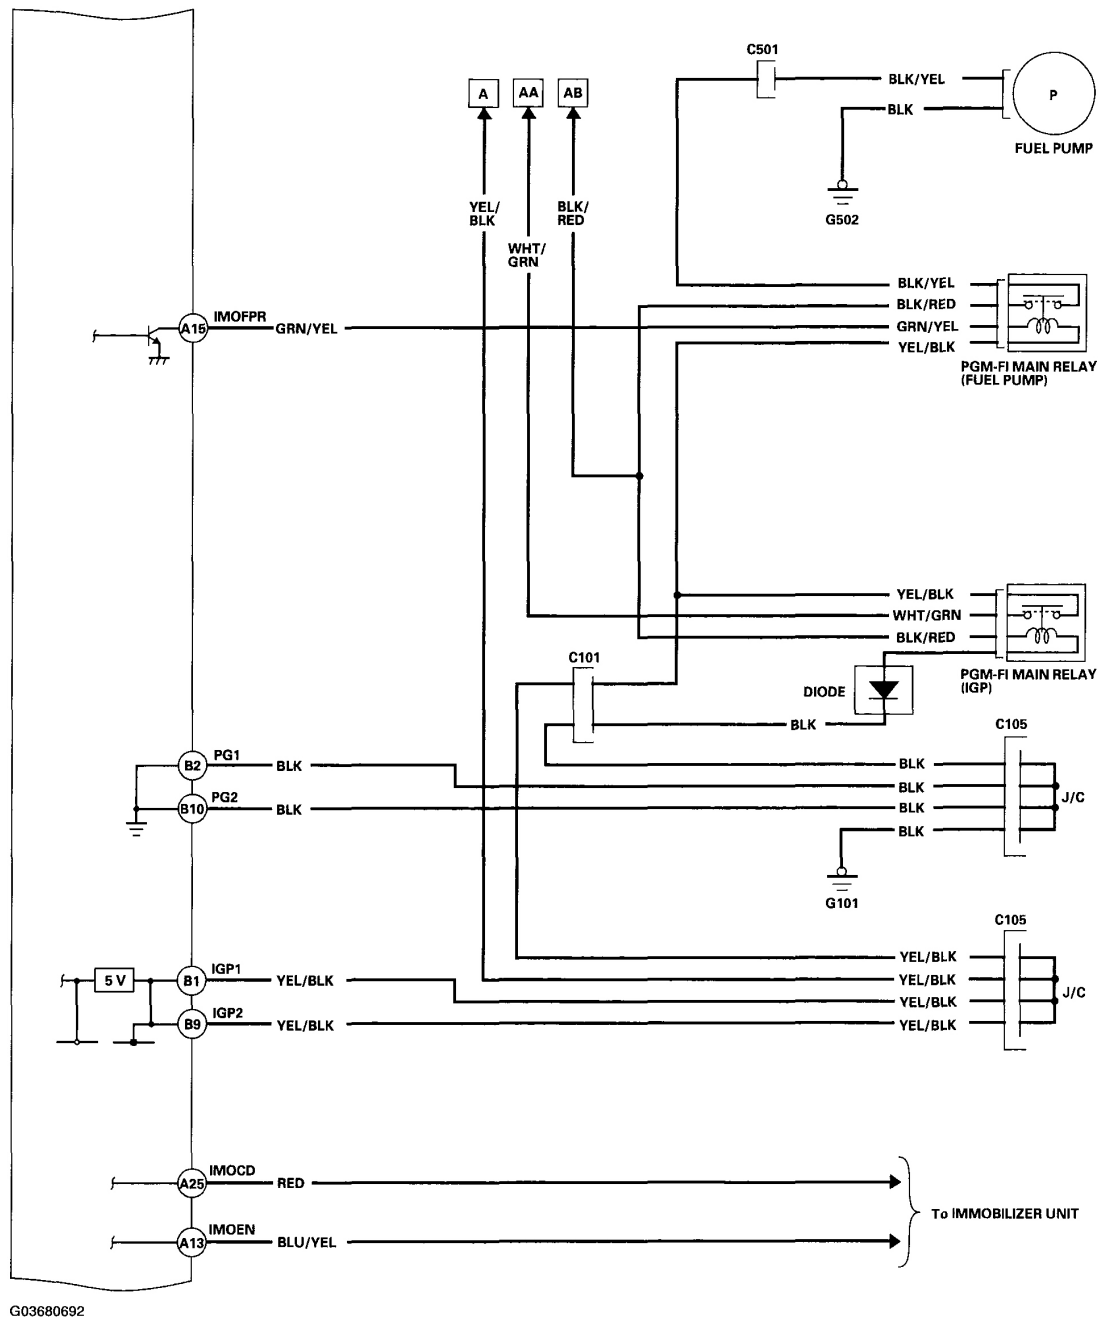 C501
BLK/YEL
P
BLK
FUEL PUMP
G502
A
AA
AB
YEL/
BLK
BLK/
RED
WHT/
GRN
A15
IMOFPR
GRN/YEL
BLK/YEL
BLK/RED
GRN/YEL
YEL/BLK
PGM-FI MAIN RELAY
(FUEL PUMP)
YEL/BLK
WHT/GRN
BLK/RED
PGM-FI MAIN RELAY
(IGP)
C101
DIODE
BLK
C105
B2
PG1
BLK
B10
PG2
BLK
BLK
BLK
BLK
BLK
J/C
G101
C105
5 V
B1
IGP1
YEL/BLK
B9
IGP2
YEL/BLK
YEL/BLK
YEL/BLK
YEL/BLK
YEL/BLK
J/C
A25
IMOCD
RED
A13
IMOEN
BLU/YEL
To IMMOBILIZER UNIT
G03680692